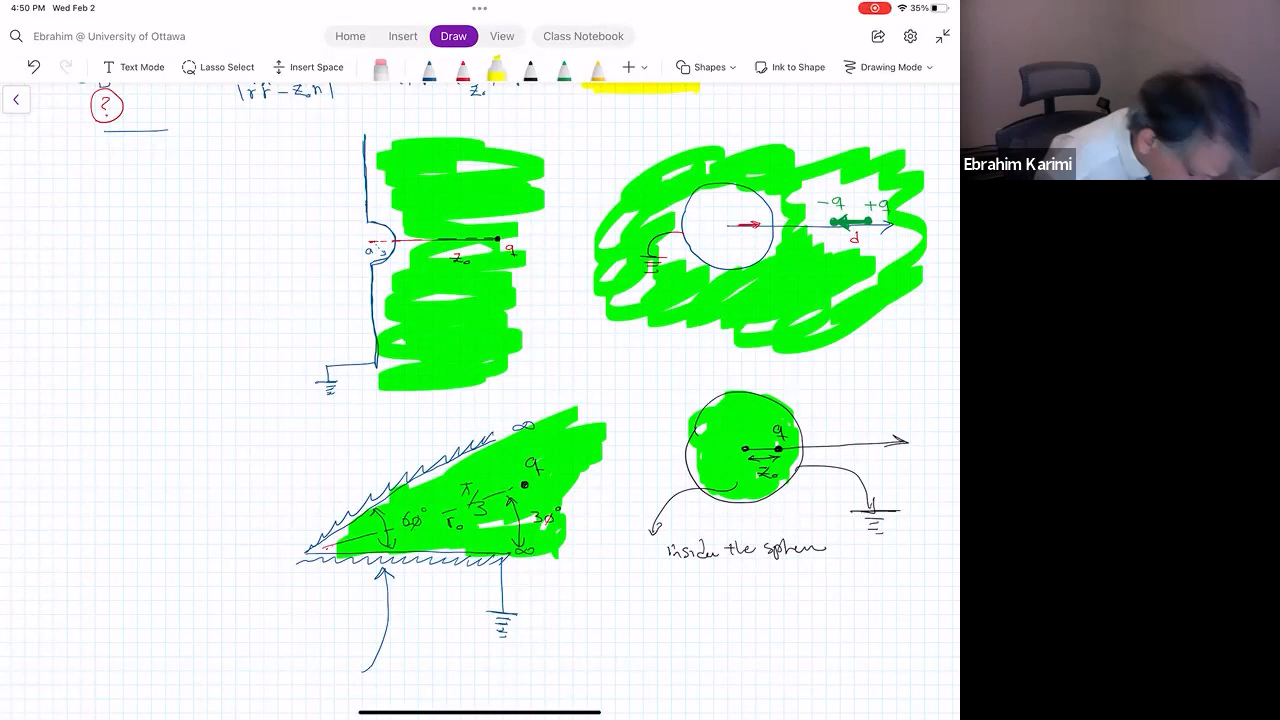 4:50 PM Wed Feb 2
35%
Ebrahim @ University of Ottawa
Home Insert Draw View Class Notebook
Text Mode Lasso Select Insert Space Shapes Ink to Shape Drawing Mode
?
|r r̂ - z₀ n|
z₀
Ebrahim Karimi
-q +q
d
a
z₀
q
∞
q
π/3
60°
r₀
30°
∞
q
z₀
inside the sphere